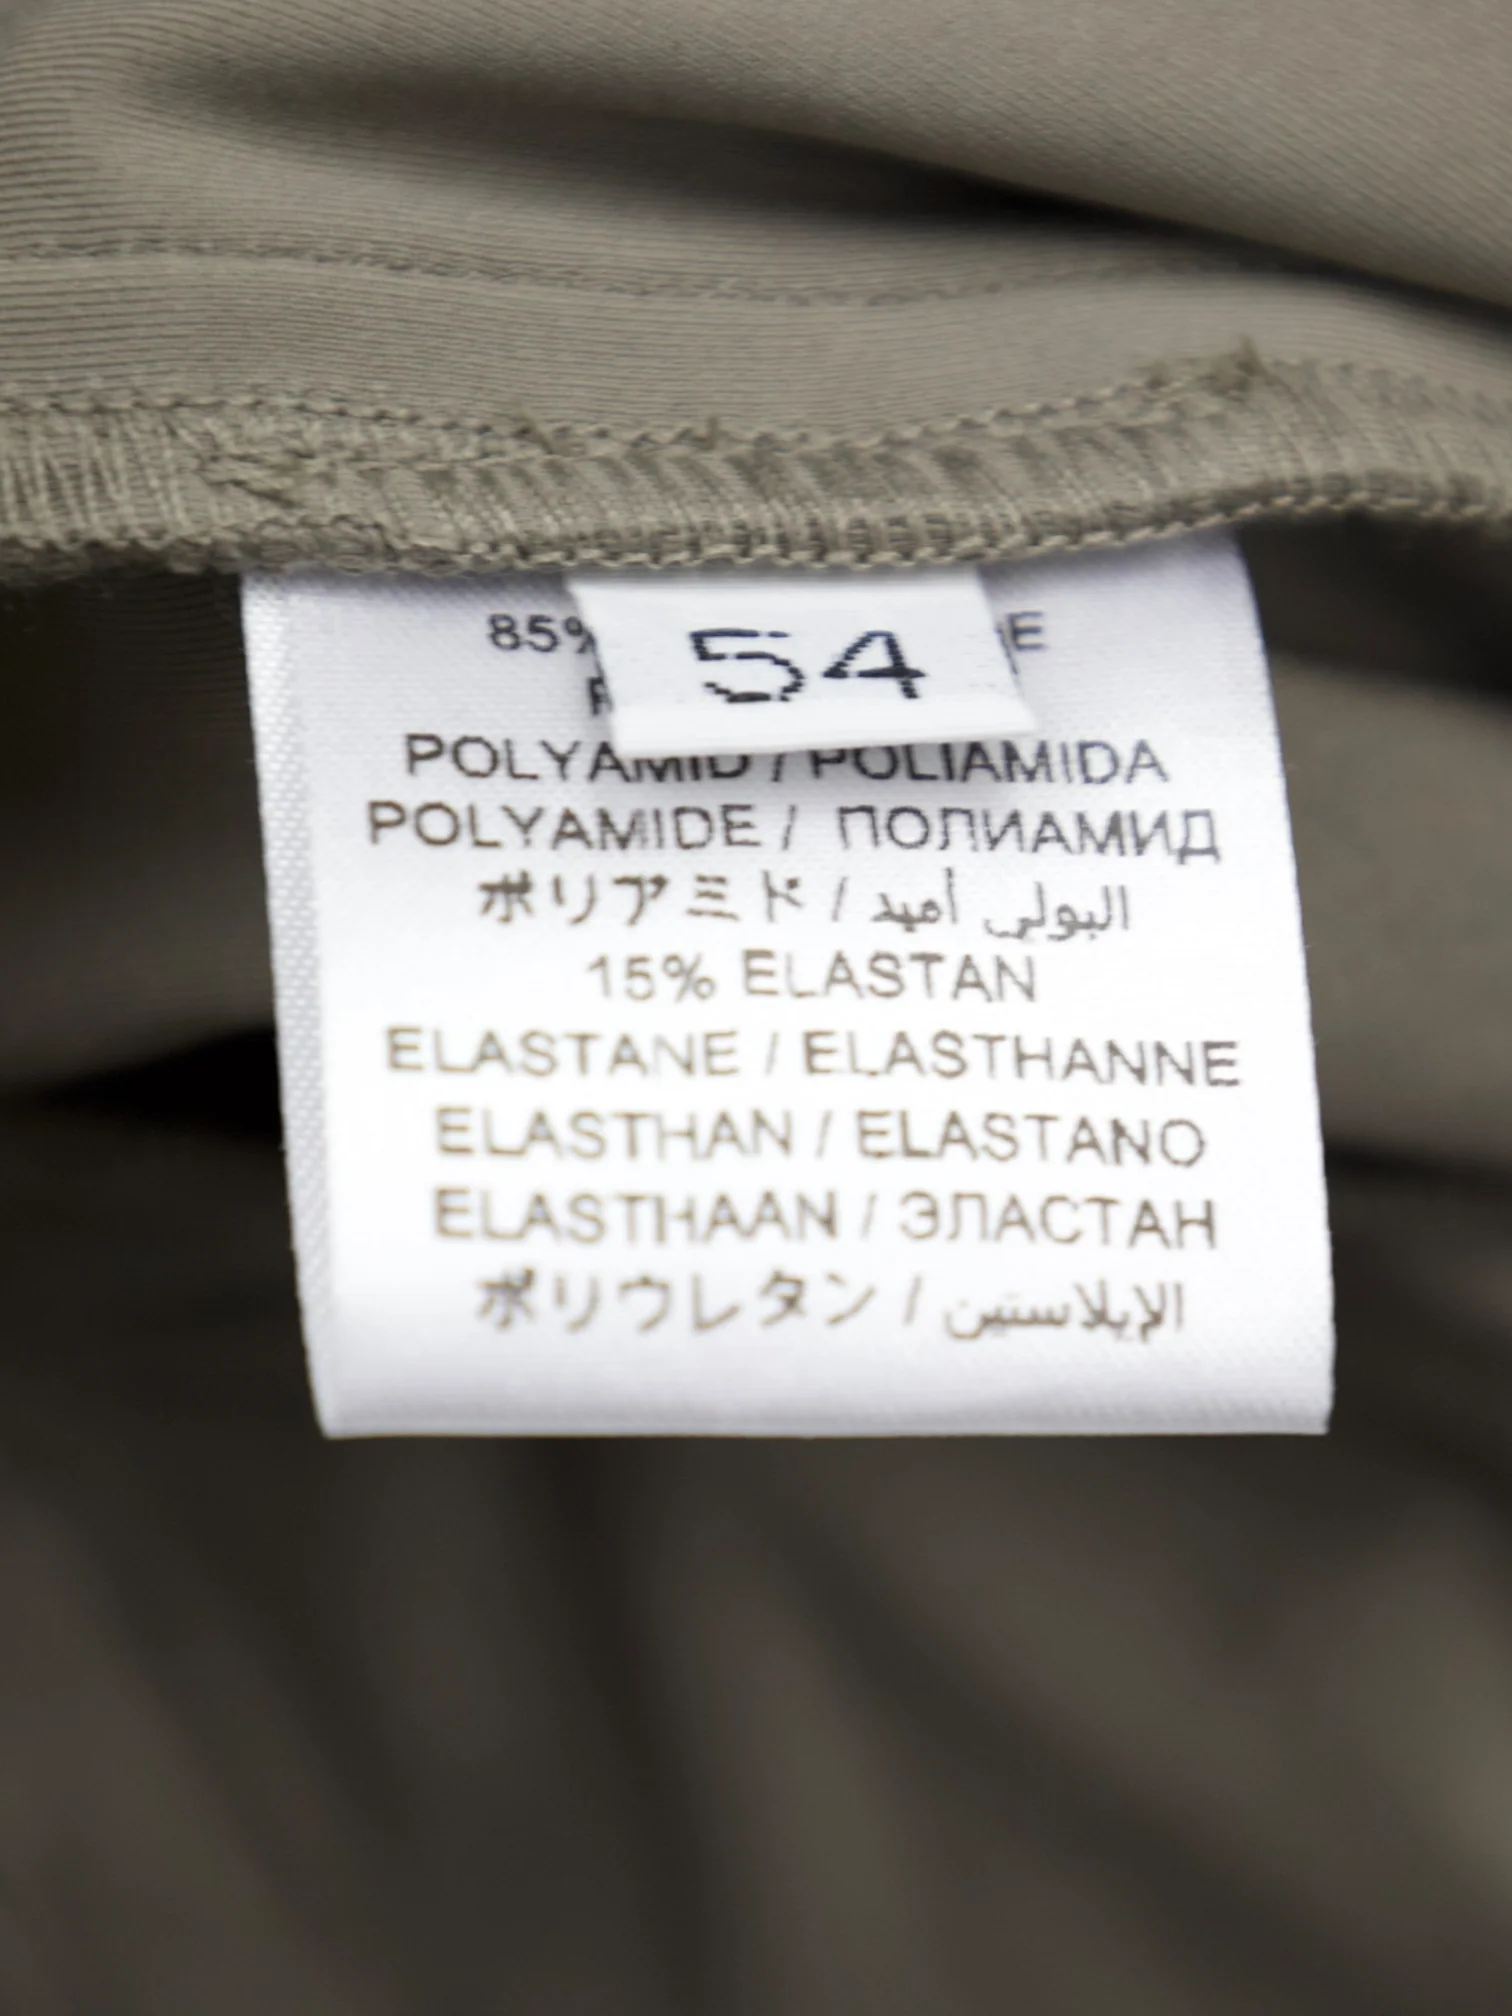 85%
54
POLYAMID / POLIAMIDA
POLYAMIDE / ПОЛИАМИД
ポリアミド / البولي أميد
15% ELASTAN
ELASTANE / ELASTHANNE
ELASTHAN / ELASTANO
ELASTHAAN / ЭЛАСТАН
ポリウレタン / الإيلاستين